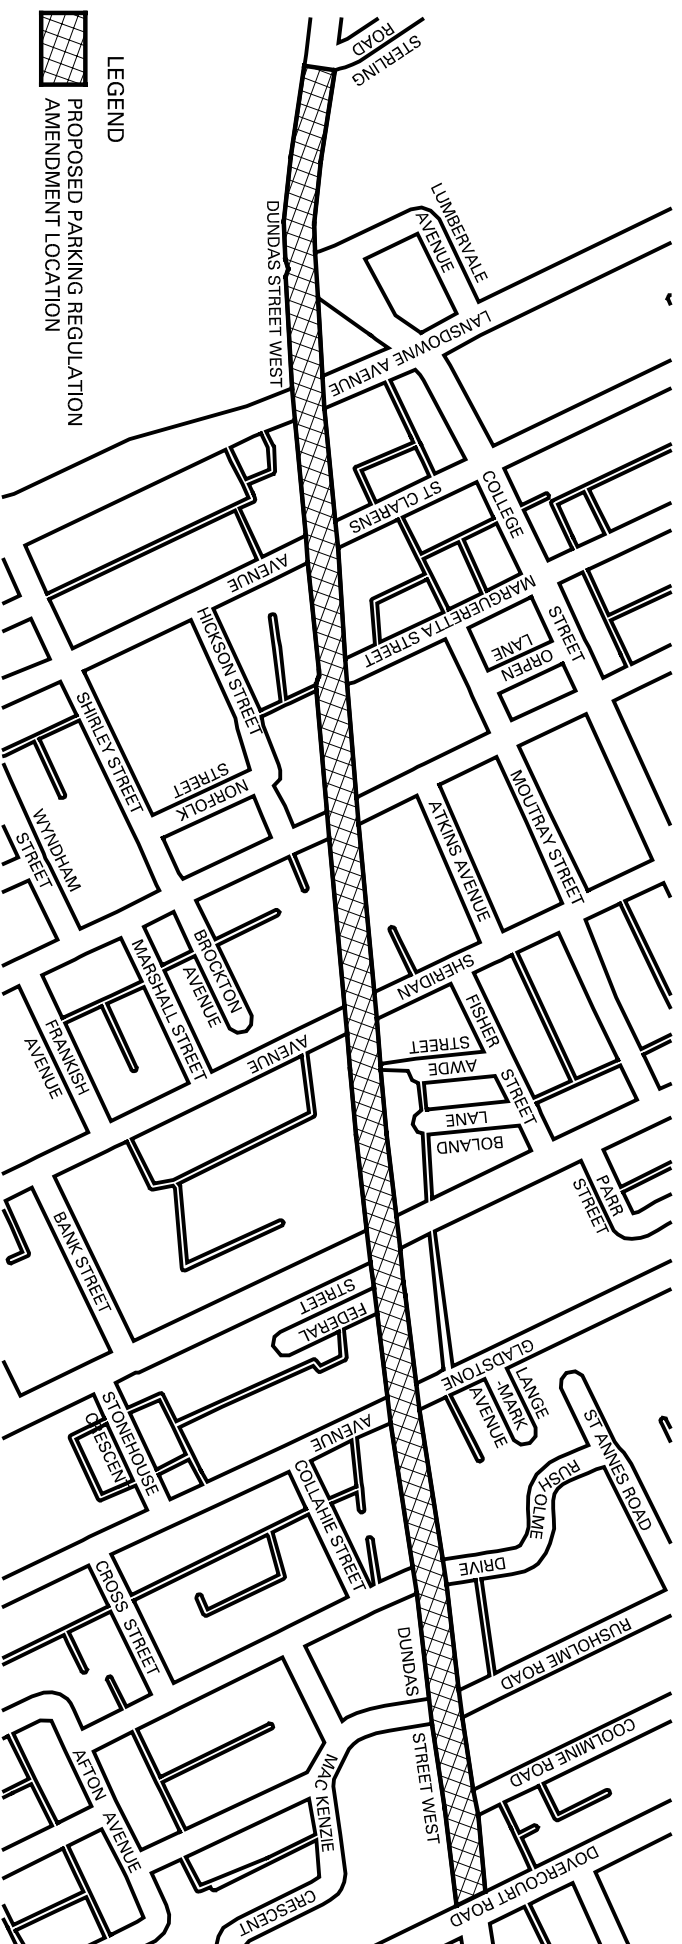 LEGEND
PROPOSED PARKING REGULATION
AMENDMENT LOCATION
STERLING
ROAD
DUNDAS STREET WEST
LUMBERVALE
AVENUE
LANSDOWNE AVENUE
ST CLARENS
AVENUE
COLLEGE
STREET
MARGUERETTA STREET
ORPEN
LANE
HICKSON STREET
SHIRLEY STREET
NORFOLK
STREET
WYNDHAM
STREET
ATKINS AVENUE
MOUTRAY STREET
BROCKTON
AVENUE
MARSHALL STREET
FRANKISH
AVENUE
SHERIDAN
AVENUE
FISHER
STREET
AWDE
STREET
BOLAND
LANE
PARR
STREET
BANK STREET
FEDERAL
STREET
GLADSTONE
AVENUE
LANGE
-MARK
AVENUE
ST ANNES ROAD
STONEHOUSE
CRESCENT
COLLAHIE STREET
RUSH
OLME
DRIVE
CROSS STREET
DUNDAS
STREET WEST
RUSHOLME ROAD
COOLMINE ROAD
MAC KENZIE
CRESCENT
AFTON AVENUE
DOVERCOURT ROAD